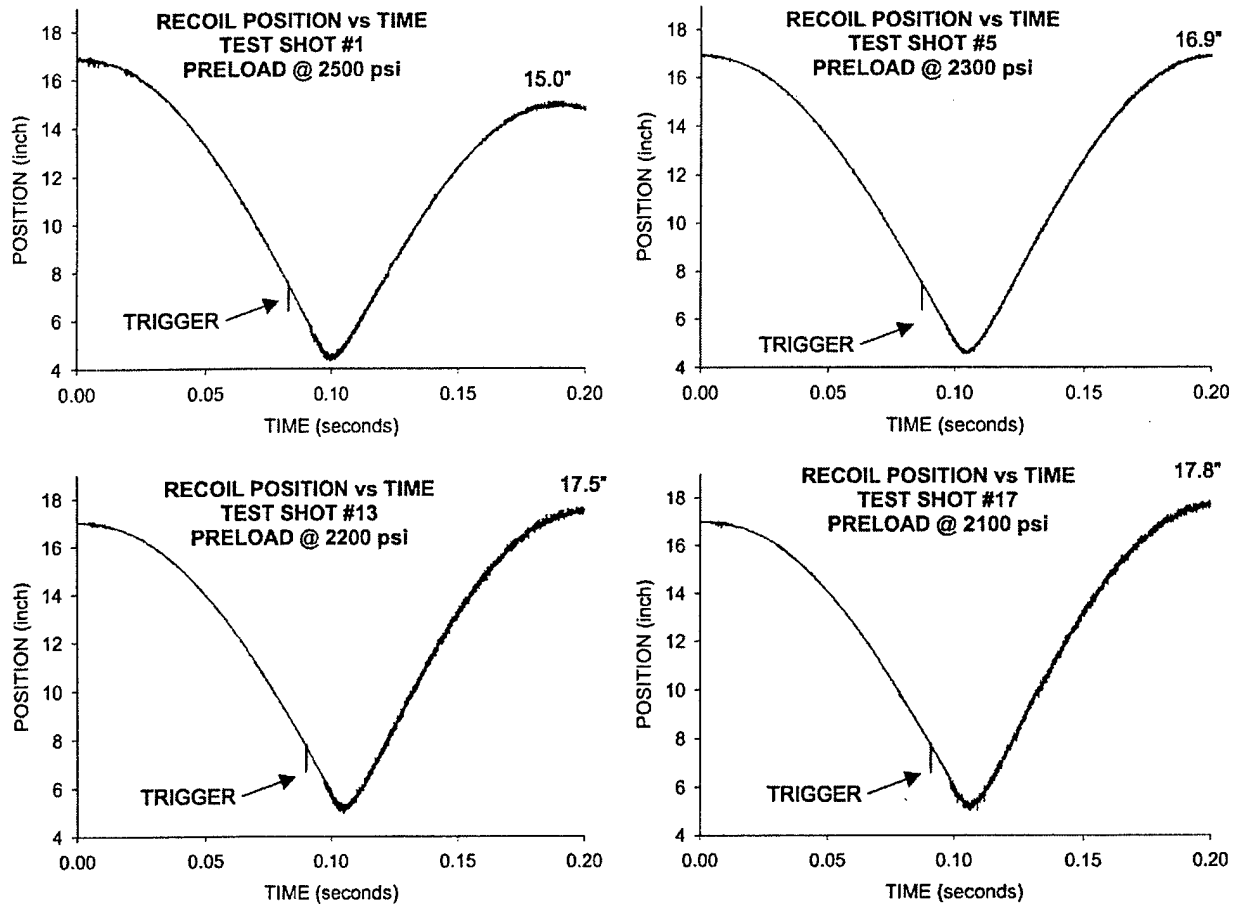 RECOIL POSITION vs TIME
TEST SHOT #1
PRELOAD @ 2500 psi
15.0"
18
16
14
12
10
8
6
4
POSITION (inch)
TRIGGER
0.00
0.05
0.10
0.15
0.20
TIME (seconds)
RECOIL POSITION vs TIME
TEST SHOT #5
PRELOAD @ 2300 psi
16.9"
18
16
14
12
10
8
6
4
POSITION (inch)
TRIGGER
0.00
0.05
0.10
0.15
0.20
TIME (seconds)
RECOIL POSITION vs TIME
TEST SHOT #13
PRELOAD @ 2200 psi
17.5"
18
16
14
12
10
8
6
4
POSITION (inch)
TRIGGER
0.00
0.05
0.10
0.15
0.20
TIME (seconds)
RECOIL POSITION vs TIME
TEST SHOT #17
PRELOAD @ 2100 psi
17.8"
18
16
14
12
10
8
6
4
POSITION (inch)
TRIGGER
0.00
0.05
0.10
0.15
0.20
TIME (seconds)